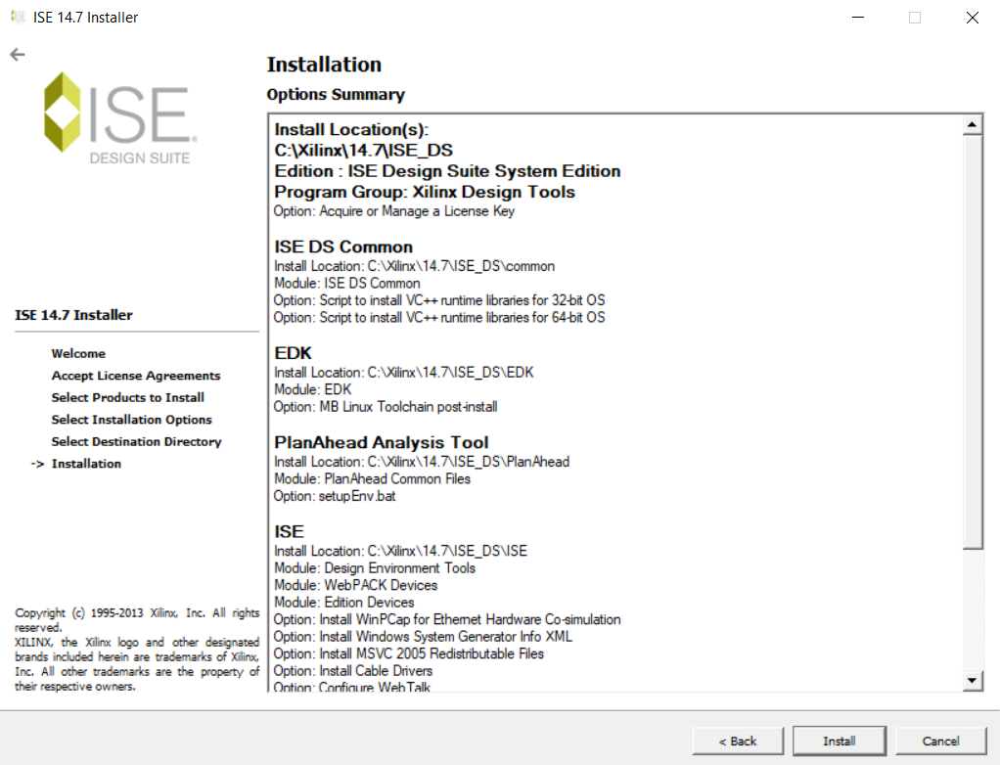 ISE 14.7 Installer
ISE
DESIGN SUITE
ISE 14.7 Installer
Welcome
Accept License Agreements
Select Products to Install
Select Installation Options
Select Destination Directory
-> Installation
Copyright (c) 1995-2013 Xilinx, Inc. All rights
reserved.
XILINX, the Xilinx logo and other designated
brands included herein are trademarks of Xilinx,
Inc. All other trademarks are the property of
their respective owners.
Installation
Options Summary
Install Location(s):
C:\Xilinx\14.7\ISE_DS
Edition : ISE Design Suite System Edition
Program Group: Xilinx Design Tools
Option: Acquire or Manage a License Key
ISE DS Common
Install Location: C:\Xilinx\14.7\ISE_DS\common
Module: ISE DS Common
Option: Script to install VC++ runtime libraries for 32-bit OS
Option: Script to install VC++ runtime libraries for 64-bit OS
EDK
Install Location: C:\Xilinx\14.7\ISE_DS\EDK
Module: EDK
Option: MB Linux Toolchain post-install
PlanAhead Analysis Tool
Install Location: C:\Xilinx\14.7\ISE_DS\PlanAhead
Module: PlanAhead Common Files
Option: setupEnv.bat
ISE
Install Location: C:\Xilinx\14.7\ISE_DS\ISE
Module: Design Environment Tools
Module: WebPACK Devices
Module: Edition Devices
Option: Install WinPCap for Ethernet Hardware Co-simulation
Option: Install Windows System Generator Info XML
Option: Install MSVC 2005 Redistributable Files
Option: Install Cable Drivers
Option: Configure WebTalk
< Back
Install
Cancel